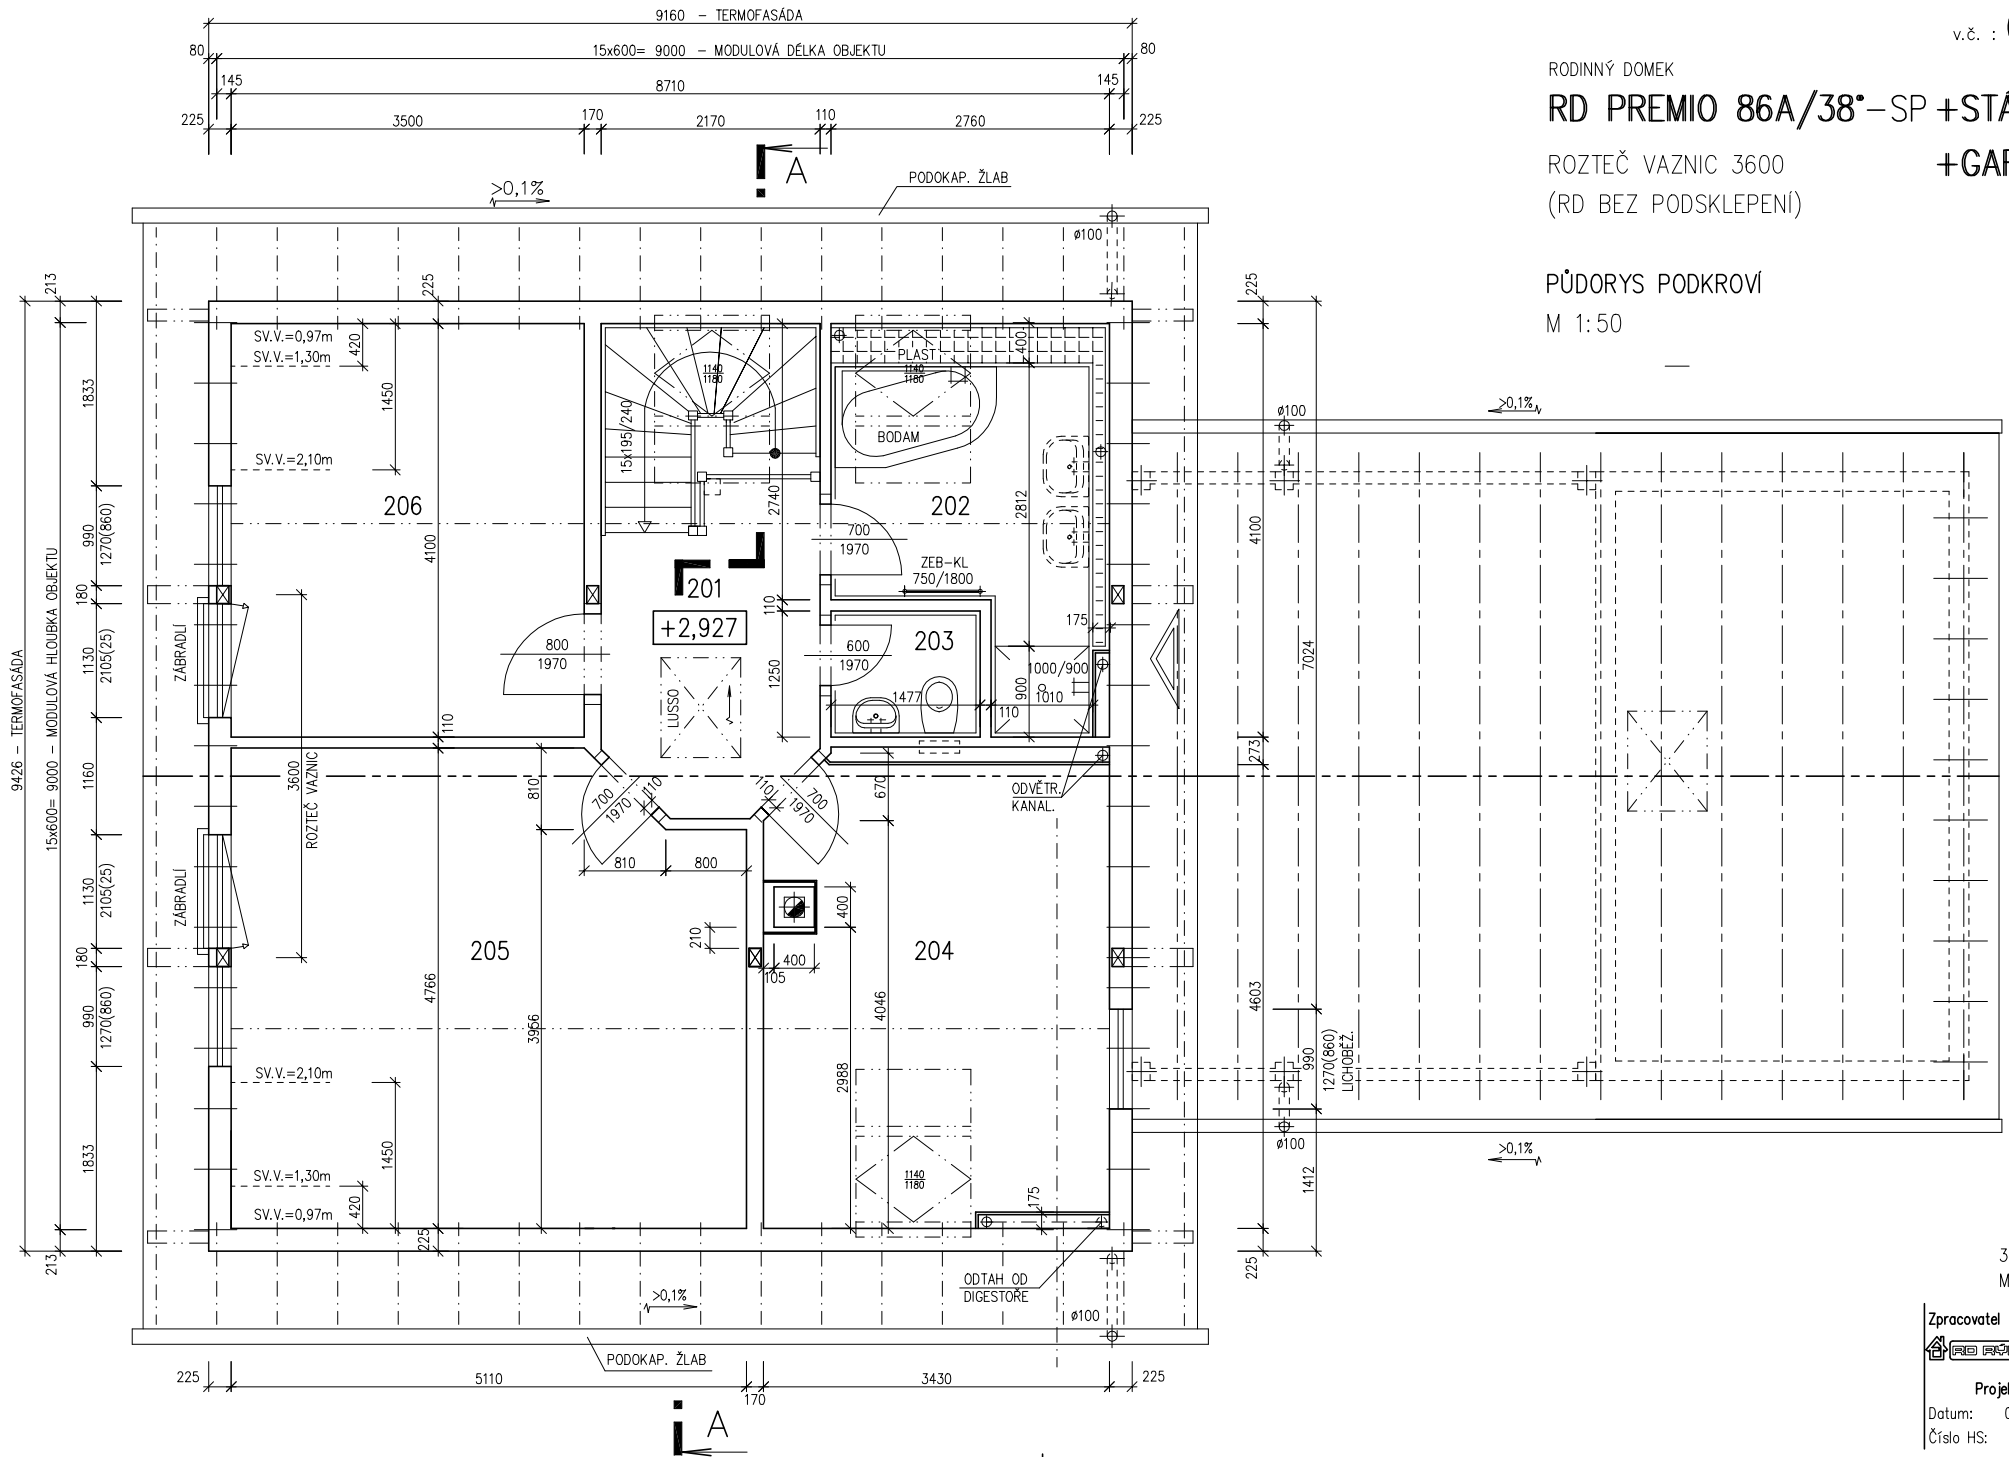 9160 - TERMOFASÁDA
80 15x600= 9000 - MODULOVÁ DÉLKA OBJEKTU 80
145 8710 145
225 3500 170 2170 110 2760 225
v.č. :
RODINNÝ DOMEK
RD PREMIO 86A/38°-SP +STÁ
ROZTEČ VAZNIC 3600 +GA
(RD BEZ PODSKLEPENÍ)
PŮDORYS PODKROVÍ
M 1:50
A
>0,1%
PODOKAP. ŽLAB
ø100
213
225
225
SV.V.=0,97m
SV.V.=1,30m
420
1450
SV.V.=2,10m
1833
990
1270(860)
180
1130
2105(25)
1160
1130
2105(25)
180
990
1270(860)
1833
213
9426 - TERMOFASÁDA
15x600= 9000 - MODULOVÁ HLOUBKA OBJEKTU
ZÁBRADLÍ
ZÁBRADLÍ
3600
ROZTEČ VAZNIC
206
4100
110
1140
1180
15x195/240
2740
201
+2,927
LUSSO
110
1250
800
1970
PLAST
1140
1180
400
BODAM
202
2812
700
1970
ZEB-KL
750/1800
203
600
1970
1477
110
175
1000/900
900
1010
ø100
>0,1%
4100
7024
273
4603
990
1270(860)
LICHOBĚŽ.
1412
225
ø100
>0,1%
810
700
1970
110
110
700
1970
670
ODVĚTR.
KANAL.
810
800
205
4766
3956
210
400
400
105
204
4046
2988
SV.V.=2,10m
1450
SV.V.=1,30m
420
SV.V.=0,97m
225
1140
1180
175
ODTAH OD
DIGESTOŘE
>0,1%
ø100
PODOKAP. ŽLAB
225 5110 170 3430 225
A
3
M
Zpracovatel
RD RÝ
Proje
Datum:
Číslo HS: